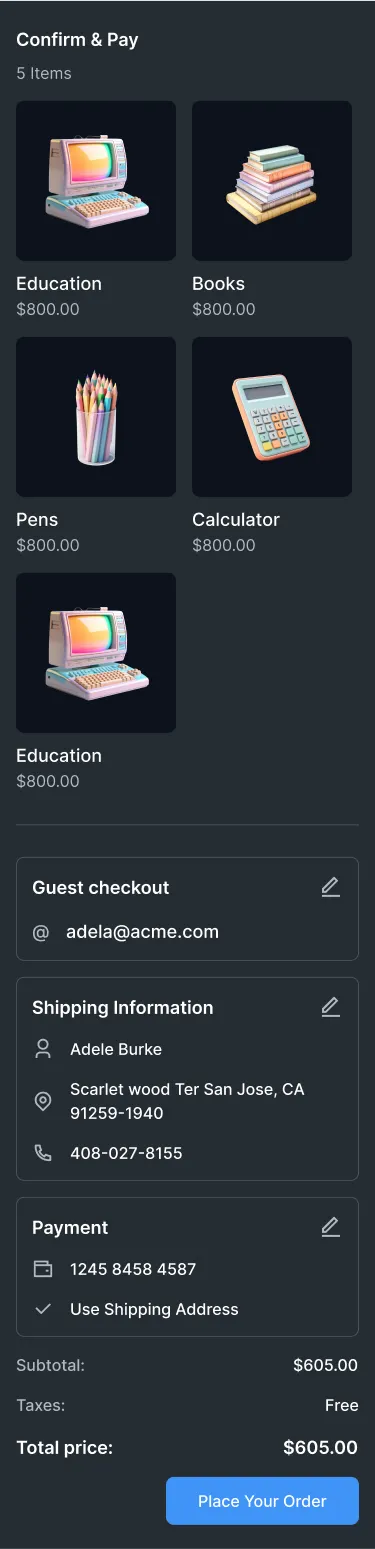 Confirm & Pay
5 Items
Education
$800.00
Books
$800.00
Pens
$800.00
Calculator
$800.00
Education
$800.00
Guest checkout
@ adela@acme.com
Shipping Information
Adele Burke
Scarlet wood Ter San Jose, CA
91259-1940
408-027-8155
Payment
1245 8458 4587
Use Shipping Address
Subtotal: $605.00
Taxes: Free
Total price: $605.00
Place Your Order